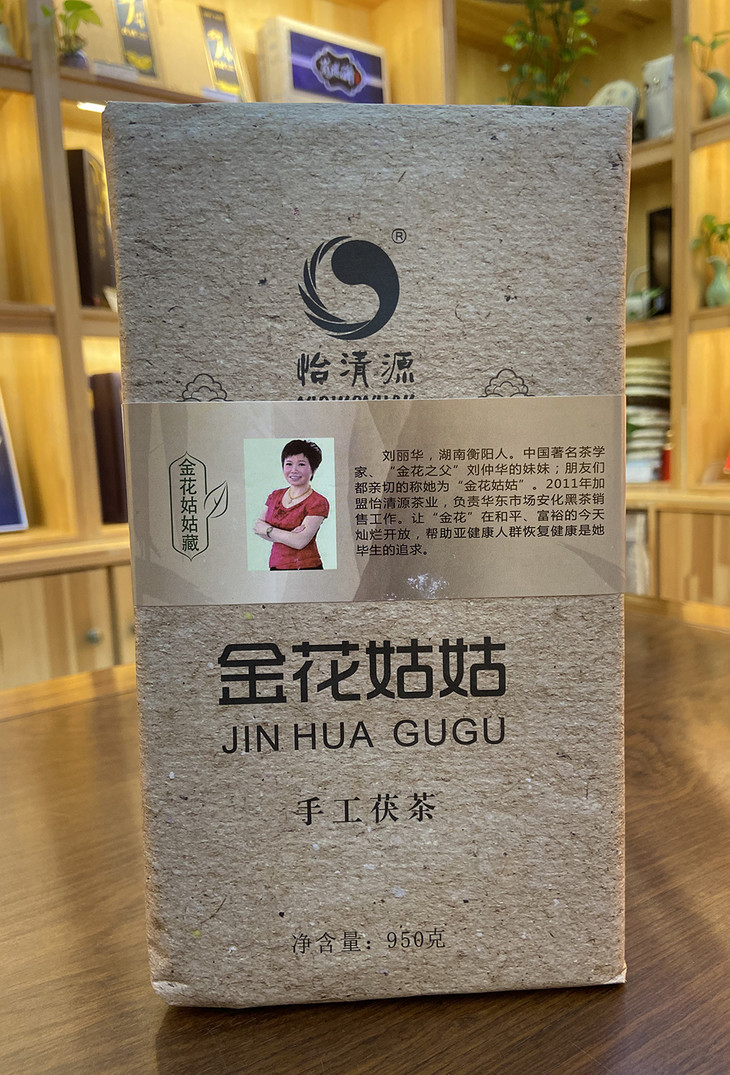 ®
怡清源
金花姑姑藏
刘丽华，湖南衡阳人。中国著名茶学
家、“金花之父”刘仲华的妹妹；朋友们
都亲切的称她为“金花姑姑”。2011年加
盟怡清源茶业，负责华东市场安化黑茶销
售工作。让“金花”在和平、富裕的今天
灿烂开放，帮助亚健康人群恢复健康是她
毕生的追求。
金花姑姑
JIN HUA GUGU
手工茯茶
净含量：950克